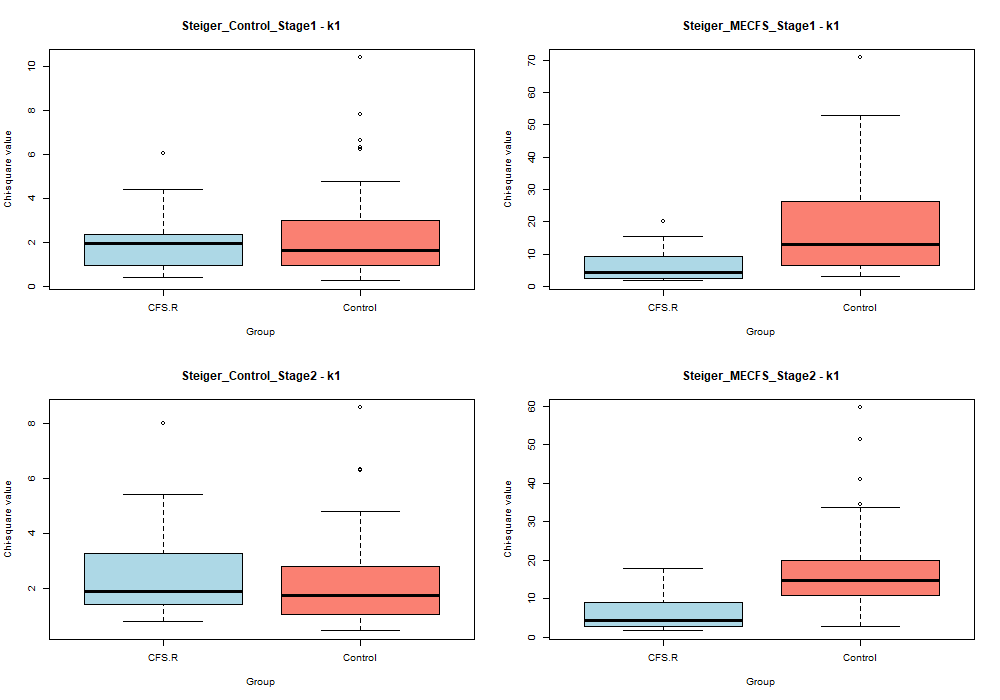 Steiger_Control_Stage1 - k1
Chi-square value
10
8
6
4
2
0
CFS.R
Control
Group
Steiger_MECFS_Stage1 - k1
Chi-square value
70
60
50
40
30
20
10
0
CFS.R
Control
Group
Steiger_Control_Stage2 - k1
Chi-square value
8
6
4
2
CFS.R
Control
Group
Steiger_MECFS_Stage2 - k1
Chi-square value
60
50
40
30
20
10
0
CFS.R
Control
Group